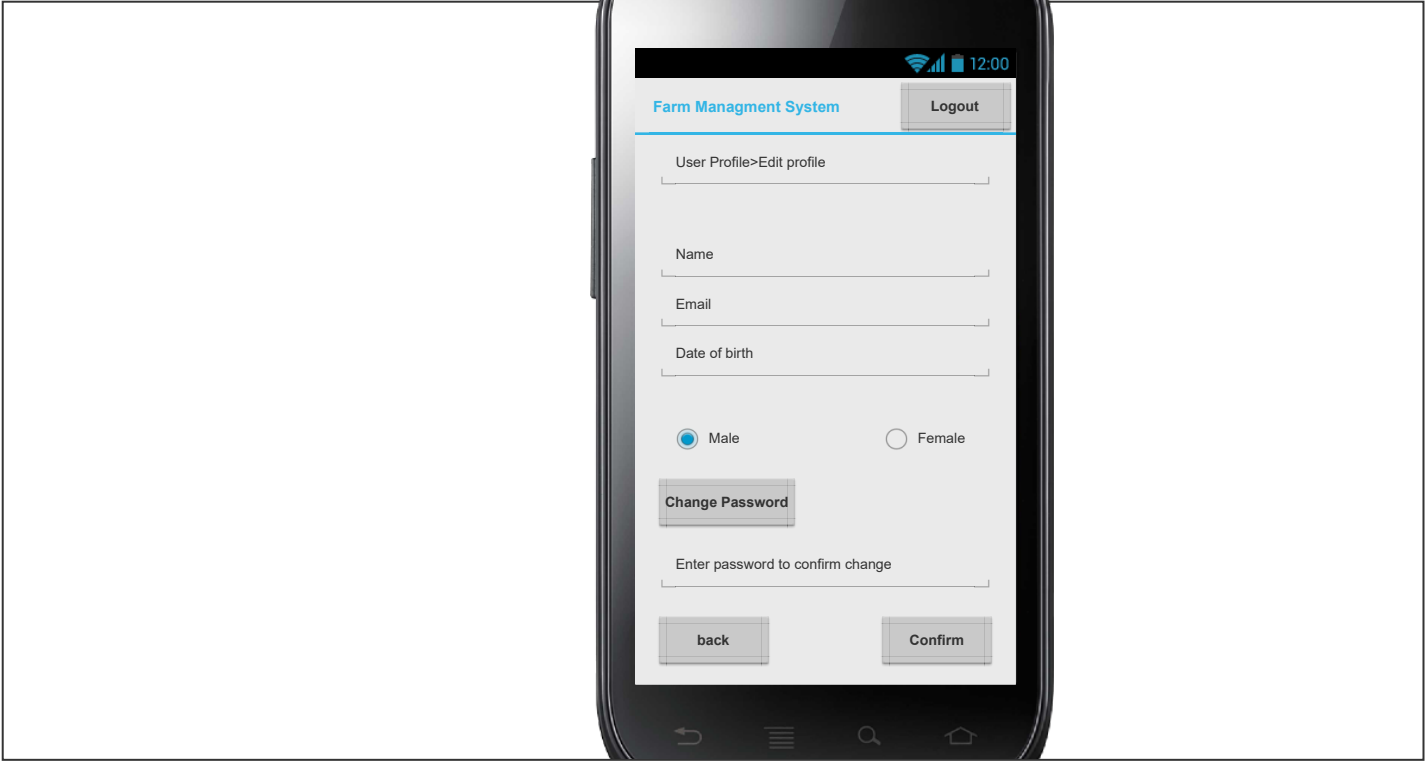 12:00
Farm Managment System
Logout
User Profile>Edit profile
Name
Email
Date of birth
Male
Female
Change Password
Enter password to confirm change
back
Confirm